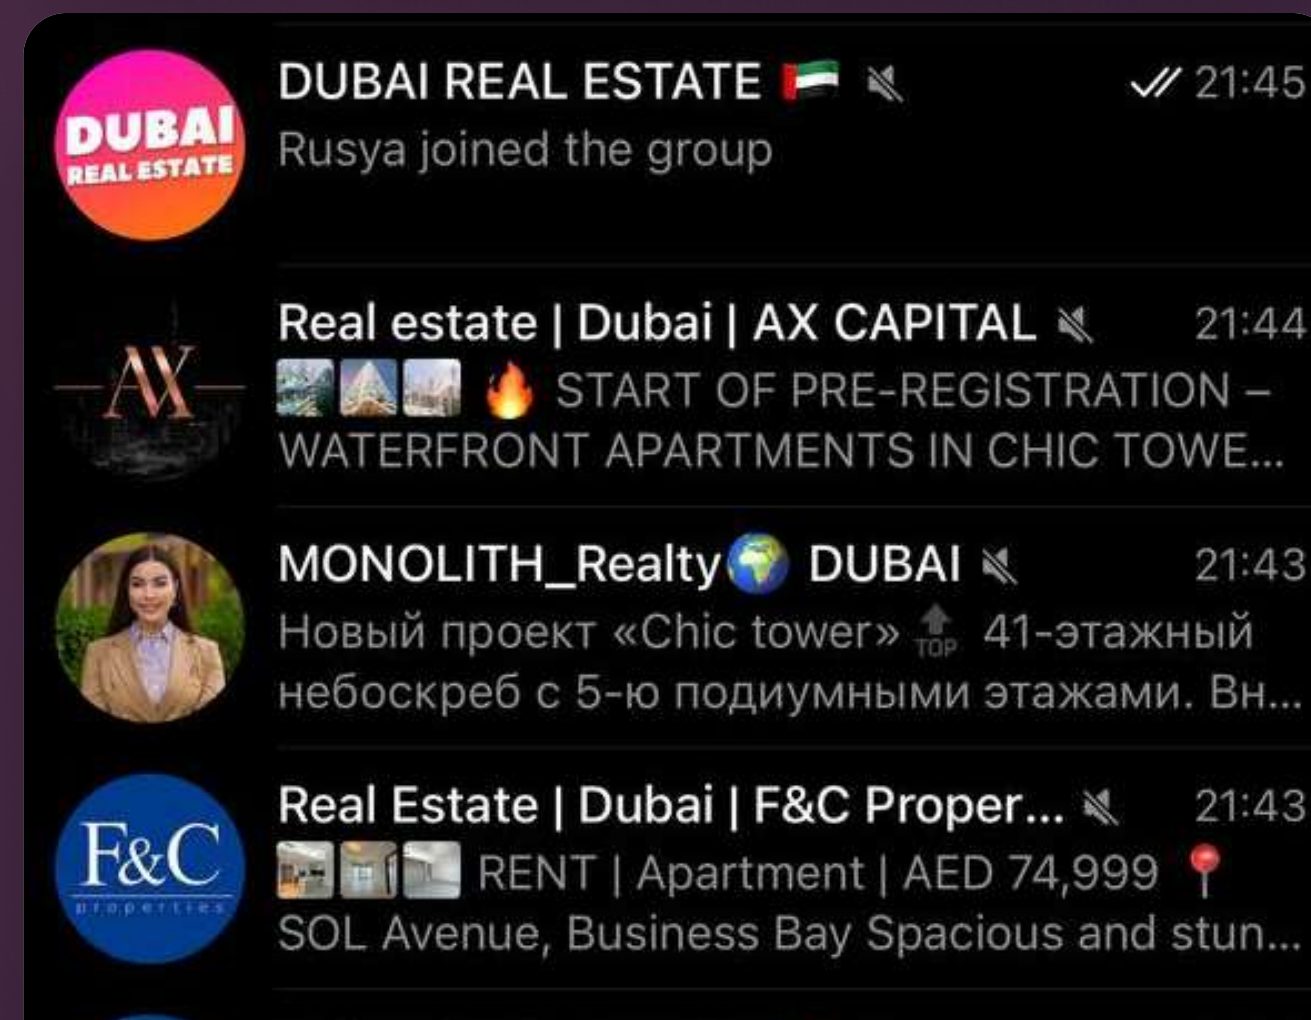 DUBAI
REAL ESTATE
DUBAI REAL ESTATE 🇦🇪 21:45
Rusya joined the group
AX
Real estate | Dubai | AX CAPITAL 21:44
🔥 START OF PRE-REGISTRATION –
WATERFRONT APARTMENTS IN CHIC TOWE...
MONOLITH_Realty🌍 DUBAI 21:43
Новый проект «Chic tower» 🔝 41-этажный
небоскреб с 5-ю подиумными этажами. Вн...
F&C
properties
Real Estate | Dubai | F&C Proper... 21:43
RENT | Apartment | AED 74,999 📍
SOL Avenue, Business Bay Spacious and stun...